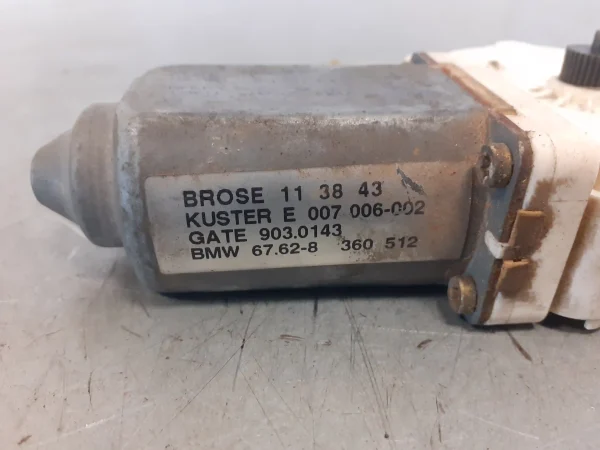 BROSE 11 38 43
KUSTER E 007 006-002
GATE 903.0143
BMW 67.62-8 360 512